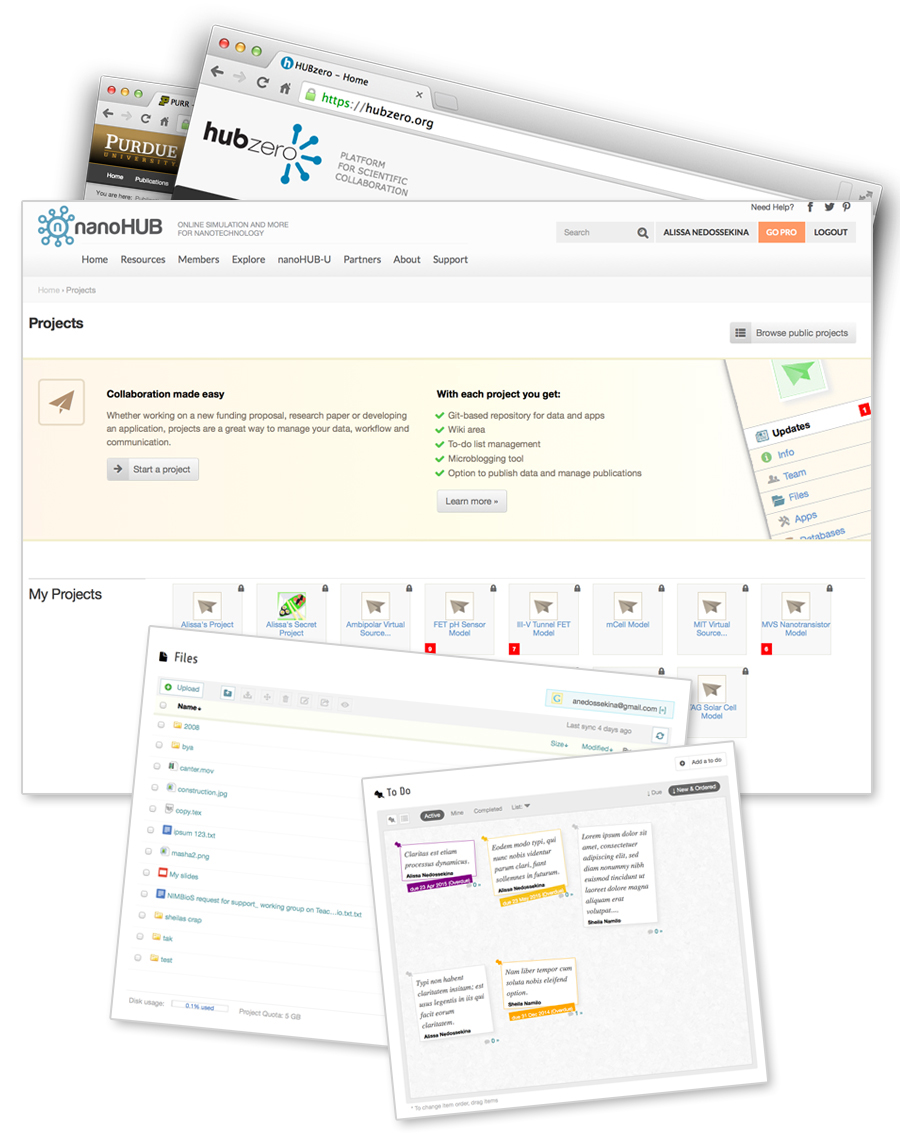 HUBzero - Home
https://hubzero.org
hubzero
PLATFORM
FOR SCIENTIFIC
COLLABORATION
PURR -
PURDUE
UNIVERSITY
Home Publications
You are here: Publications
nanoHUB
ONLINE SIMULATION AND MORE
FOR NANOTECHNOLOGY
Need Help?
Search
ALISSA NEDOSSEKINA
GO PRO
LOGOUT
Home Resources Members Explore nanoHUB-U Partners About Support
Home › Projects
Projects
Browse public projects
Collaboration made easy
Whether working on a new funding proposal, research paper or developing
an application, projects are a great way to manage your data, workflow and
communication.
Start a project
With each project you get:
Git-based repository for data and apps
Wiki area
To-do list management
Microblogging tool
Option to publish data and manage publications
Learn more »
1
Updates
Info
Team
Files
Apps
Databases
My Projects
Alissa's Project
Alissa's Secret
Project
Ambipolar Virtual
Source...
FET pH Sensor
Model
9
III-V Tunnel FET
Model
7
mCell Model
MIT Virtual
Source...
MVS Nanotransistor
Model
6
AG Solar Cell
Model
Files
Upload
G anedossekina@gmail.com [-]
Last sync 4 days ago
Name
Size
Modified
2008
bya
canter.mov
construction.jpg
copy.tex
ipsum 123.txt
masha2.png
My slides
NIMBioS request for support_ working group on Teac...io.txt.txt
sheilas crep
tak
test
Disk usage: 0.1% used Project Quota: 5 GB
To Do
Add a to do
Active Mine Completed List:
↓ Due ↓ New & Ordered
Claritas est etiam
processus dynamicus.
Alissa Nedossekina
due 23 Apr 2015 (Overdue)
0
Eodem modo typi, qui
nunc nobis videntur
parum clari, fiant
sollemnes in futurum.
Alissa Nedossekina
due 23 May 2015 (Overdue)
0
Lorem ipsum dolor sit
amet, consectetuer
adipiscing elit, sed
diam nonummy nibh
euismod tincidunt ut
laoreet dolore magna
aliquam erat
volutpat....
Sheila Namilo
0
Typi non habent
claritatem insitam; est
usus legentis in iis qui
facit eorum
claritatem.
Alissa Nedossekina
0
Nam liber tempor cum
soluta nobis eleifend
option.
Sheila Namilo
due 31 Dec 2014 (Overdue)
1
* To change item order, drag items